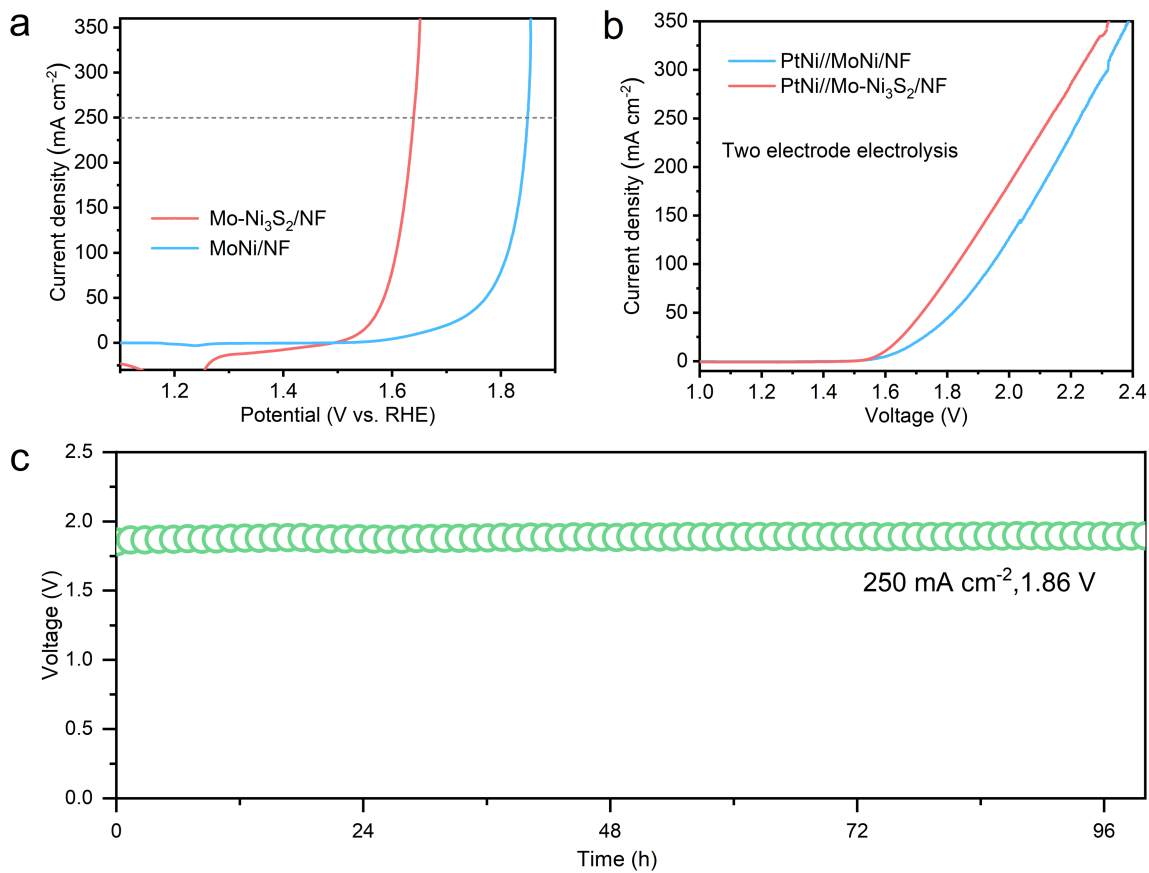 a
350
300
250
200
150
100
50
0
Current density (mA cm⁻²)
Mo-Ni₃S₂/NF
MoNi/NF
1.2 1.4 1.6 1.8
Potential (V vs. RHE)
b
350
300
250
200
150
100
50
0
Current density (mA cm⁻²)
PtNi//MoNi/NF
PtNi//Mo-Ni₃S₂/NF
Two electrode electrolysis
1.0 1.2 1.4 1.6 1.8 2.0 2.2 2.4
Voltage (V)
c
2.5
2.0
1.5
1.0
0.5
0.0
Voltage (V)
250 mA cm⁻²,1.86 V
0 24 48 72 96
Time (h)